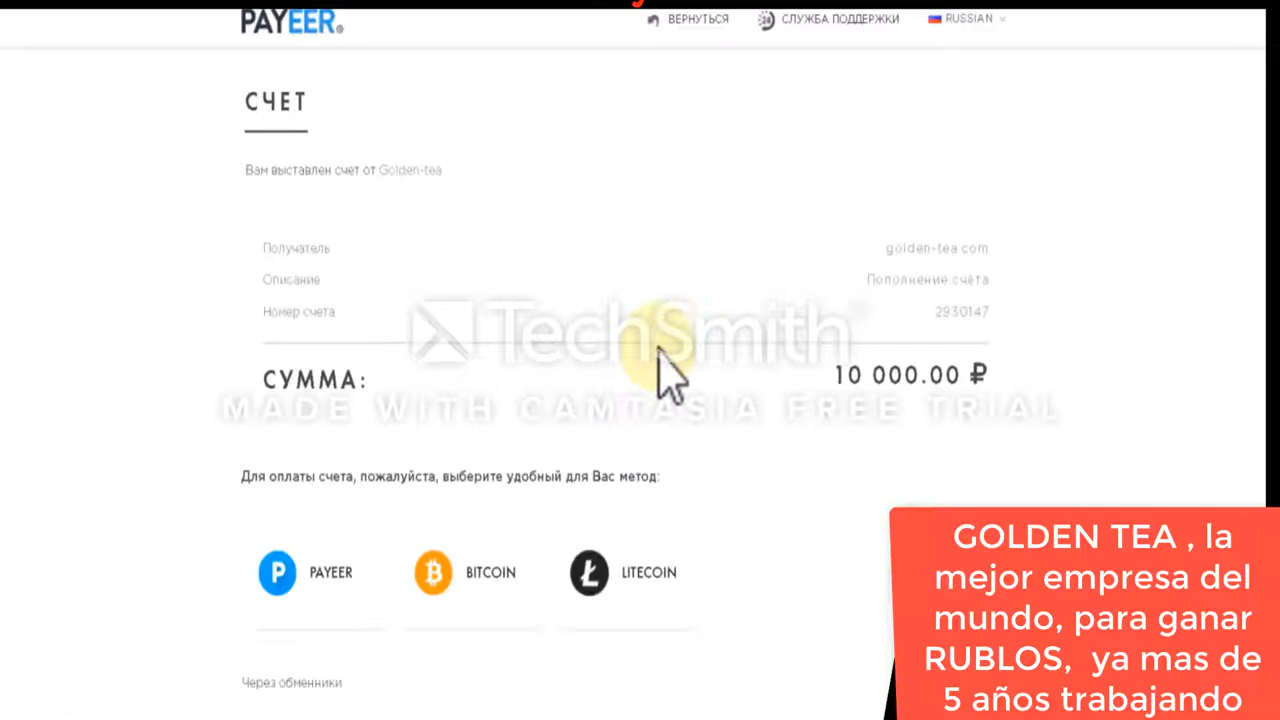 PAYEER®
ВЕРНУТЬСЯ
СЛУЖБА ПОДДЕРЖКИ
RUSSIAN
СЧЕТ
Вам выставлен счет от Golden-tea
Получатель golden-tea.com
Описание Пополнение счёта
Номер счета 2930147
TechSmith®
СУММА: 10 000.00 ₽
MADE WITH CAMTASIA FREE TRIAL
Для оплаты счета, пожалуйста, выберите удобный для Вас метод:
PAYEER
BITCOIN
LITECOIN
Через обменники
GOLDEN TEA , la
mejor empresa del
mundo, para ganar
RUBLOS, ya mas de
5 años trabajando